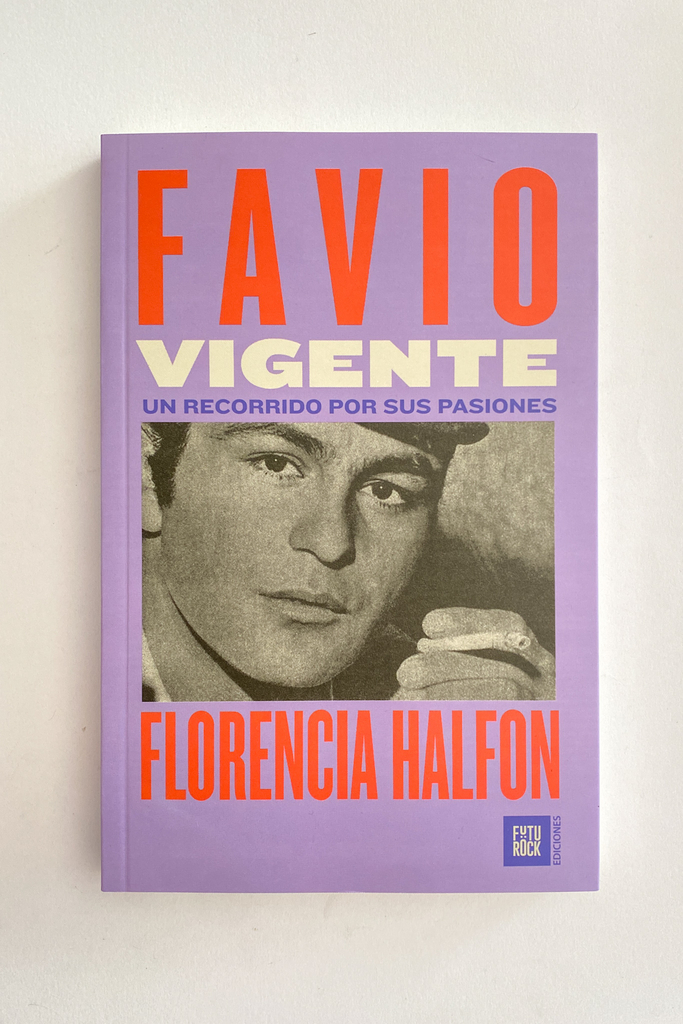 FAVIO
VIGENTE
UN RECORRIDO POR SUS PASIONES
FLORENCIA HALFON
FUTU
ROCK
EDICIONES